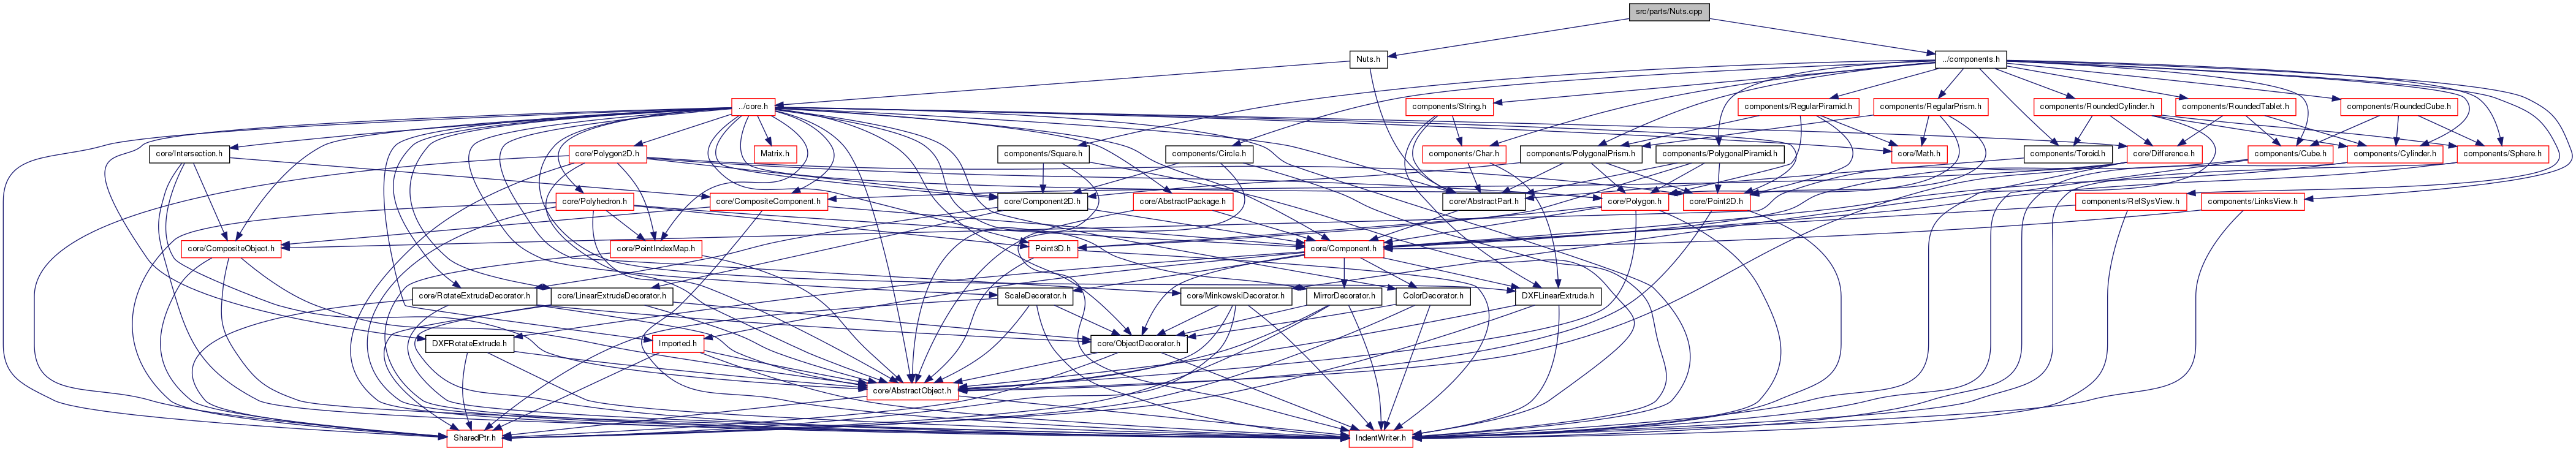 src/parts/Nuts.cpp
Nuts.h
../components.h
../core.h
components/String.h
components/RegularPiramid.h
components/RegularPrism.h
components/RoundedCylinder.h
components/RoundedTablet.h
components/RoundedCube.h
core/Intersection.h
core/Polygon2D.h
Matrix.h
components/Square.h
components/Circle.h
components/Char.h
components/PolygonalPrism.h
components/PolygonalPiramid.h
core/Math.h
components/Toroid.h
core/Difference.h
components/Cube.h
components/Cylinder.h
components/Sphere.h
core/Polyhedron.h
core/CompositeComponent.h
core/Component2D.h
core/AbstractPackage.h
core/AbstractPart.h
core/Polygon.h
core/Point2D.h
components/RefSysView.h
components/LinksView.h
core/CompositeObject.h
core/PointIndexMap.h
Point3D.h
core/Component.h
core/RotateExtrudeDecorator.h
core/LinearExtrudeDecorator.h
ScaleDecorator.h
core/MinkowskiDecorator.h
MirrorDecorator.h
ColorDecorator.h
DXFLinearExtrude.h
DXFRotateExtrude.h
Imported.h
core/ObjectDecorator.h
core/AbstractObject.h
SharedPtr.h
IndentWriter.h